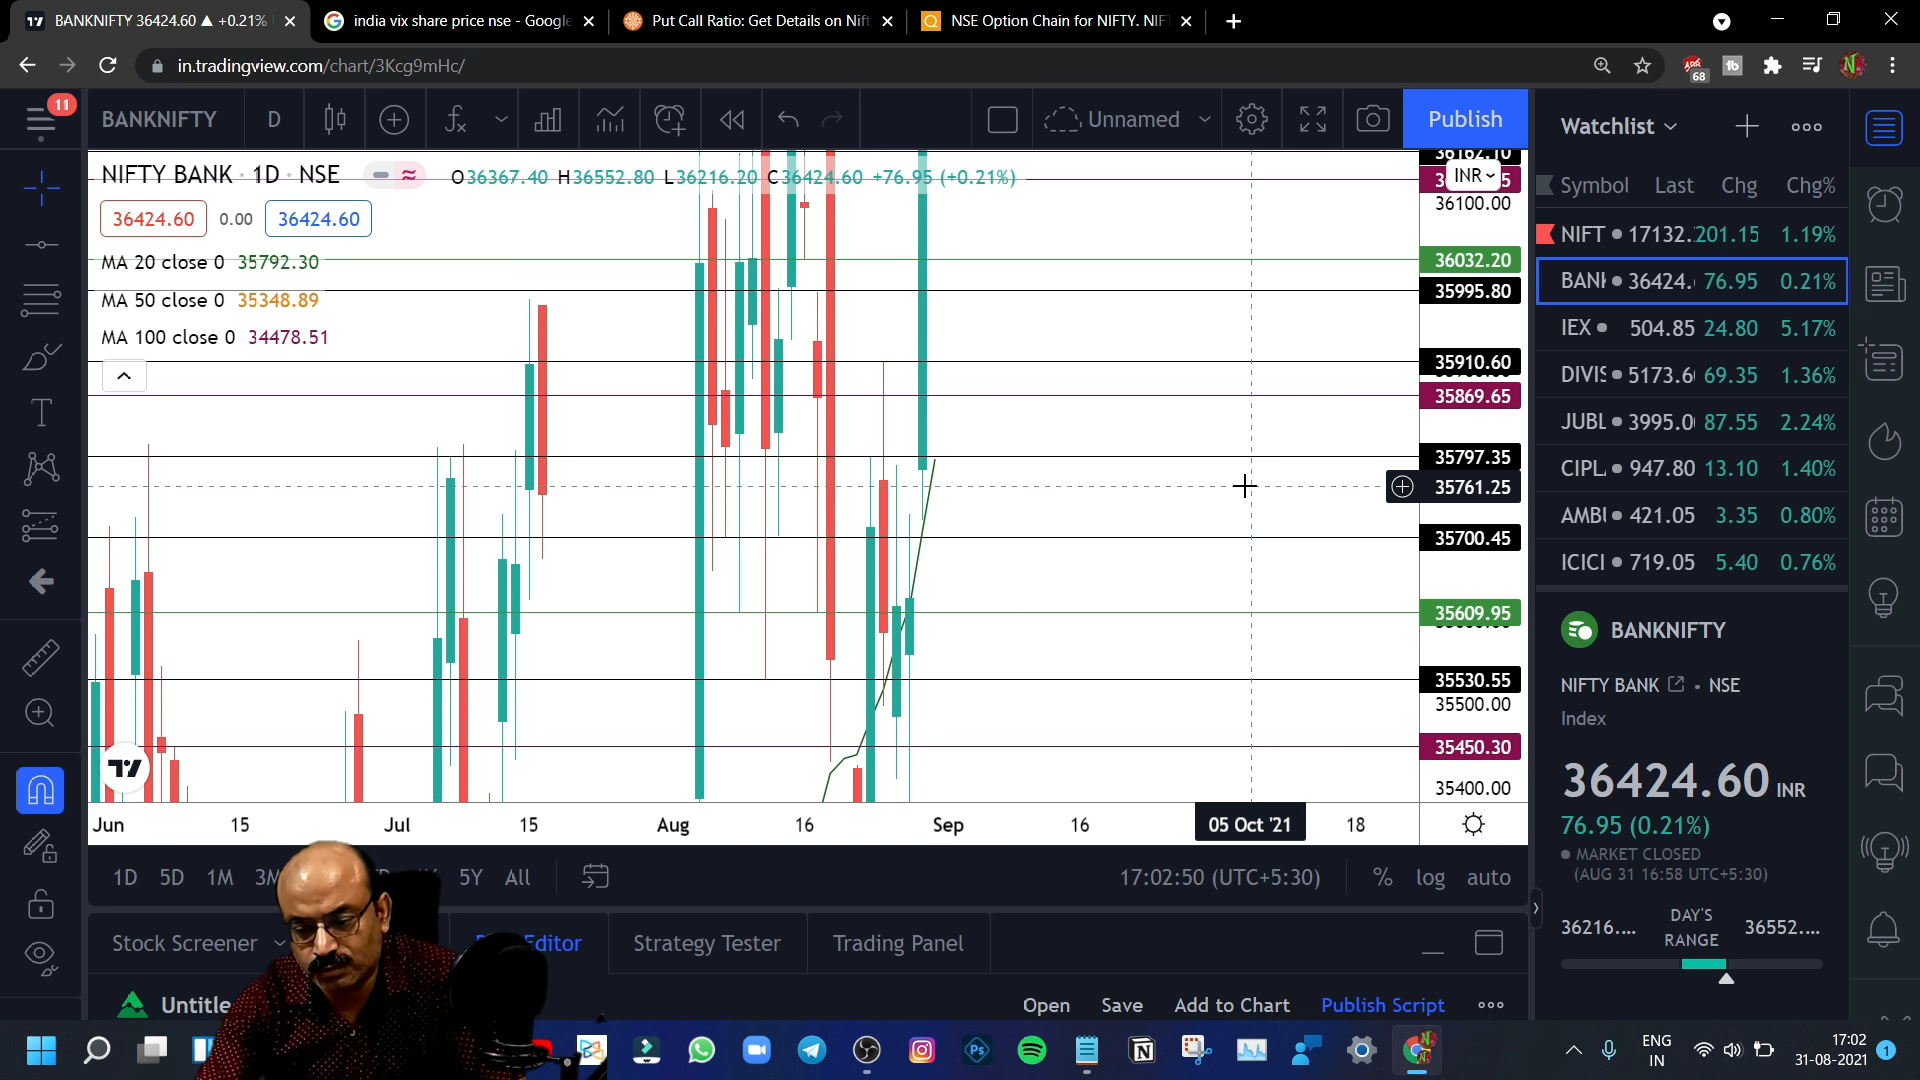 BANKNIFTY 36424.60 ▲ +0.21%
india vix share price nse - Google
Put Call Ratio: Get Details on Nift
NSE Option Chain for NIFTY. NIFT
in.tradingview.com/chart/3Kcg9mHc/
68
11
BANKNIFTY D
Unnamed
Publish
Watchlist
NIFTY BANK · 1D · NSE
O36367.40 H36552.80 L36216.20 C36424.60 +76.95 (+0.21%)
36424.60 0.00 36424.60
MA 20 close 0 35792.30
MA 50 close 0 35348.89
MA 100 close 0 34478.51
36162.10
INR
36100.00
36032.20
35995.80
35910.60
35869.65
35797.35
35761.25
35700.45
35609.95
35530.55
35500.00
35450.30
35400.00
Jun 15 Jul 15 Aug 16 Sep 16 05 Oct '21 18
1D 5D 1M 3M 5Y All
17:02:50 (UTC+5:30) % log auto
Stock Screener Editor Strategy Tester Trading Panel
Untitle
Open Save Add to Chart Publish Script
Symbol Last Chg Chg%
NIFT 17132. 201.15 1.19%
BANK 36424. 76.95 0.21%
IEX 504.85 24.80 5.17%
DIVIS 5173.6 69.35 1.36%
JUBL 3995.0 87.55 2.24%
CIPL 947.80 13.10 1.40%
AMBU 421.05 3.35 0.80%
ICICI 719.05 5.40 0.76%
BANKNIFTY
NIFTY BANK · NSE
Index
36424.60 INR
76.95 (0.21%)
MARKET CLOSED
(AUG 31 16:58 UTC+5:30)
36216.... DAY'S RANGE 36552....
ENG
IN
17:02
31-08-2021
1